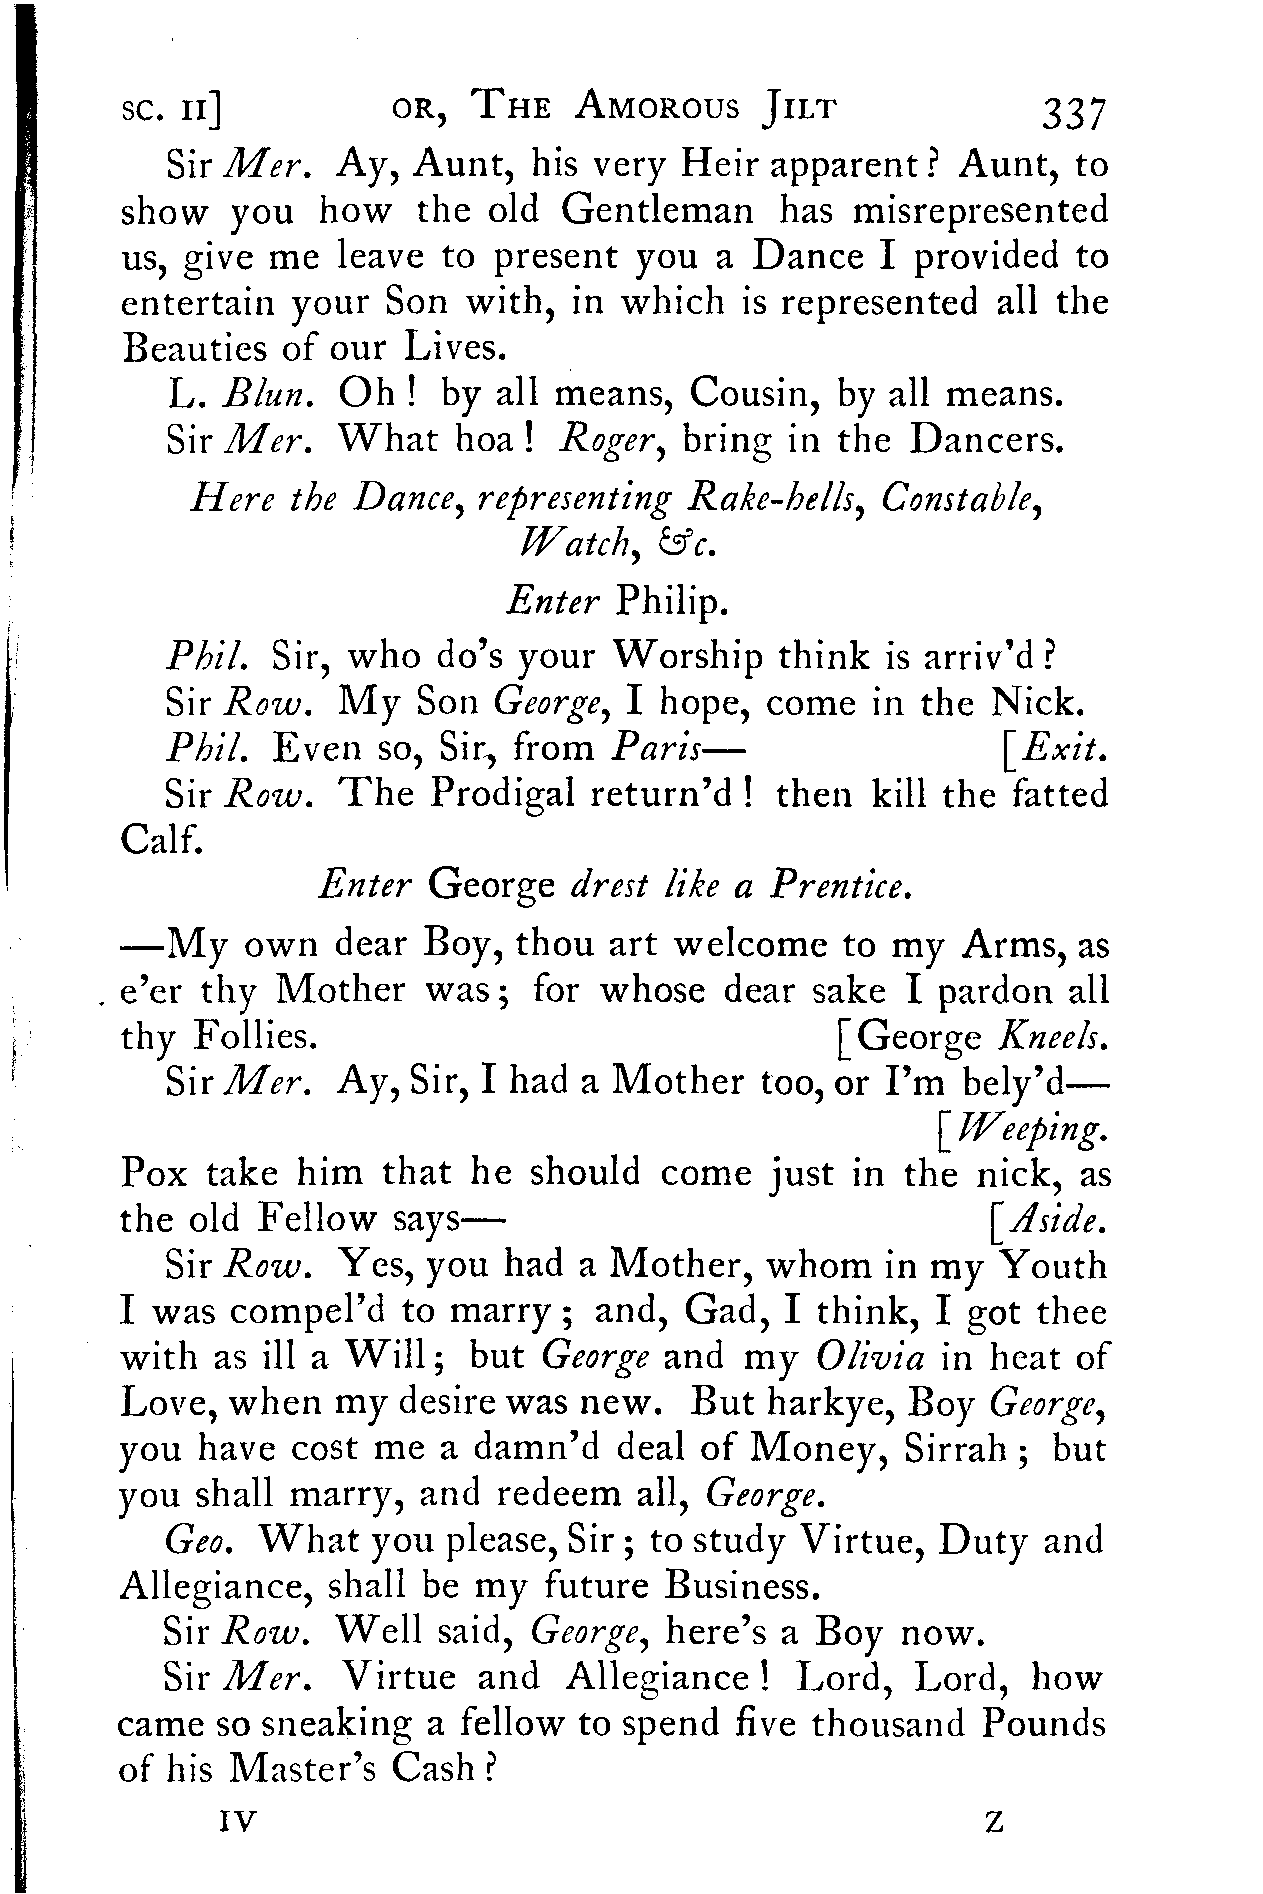 SC. II] OR, THE AMOROUS JILT 337
Sir Mer. Ay, Aunt, his very Heir apparent? Aunt, to
show you how the old Gentleman has misrepresented
us, give me leave to present you a Dance I provided to
entertain your Son with, in which is represented all the
Beauties of our Lives.
L. Blun. Oh! by all means, Cousin, by all means.
Sir Mer. What hoa! Roger, bring in the Dancers.
Here the Dance, representing Rake-hells, Constable,
Watch, &c.
Enter Philip.
Phil. Sir, who do's your Worship think is arriv'd?
Sir Row. My Son George, I hope, come in the Nick.
Phil. Even so, Sir, from Paris— [Exit.
Sir Row. The Prodigal return'd! then kill the fatted
Calf.
Enter George drest like a Prentice.
—My own dear Boy, thou art welcome to my Arms, as
e'er thy Mother was; for whose dear sake I pardon all
thy Follies. [George Kneels.
Sir Mer. Ay, Sir, I had a Mother too, or I'm bely'd—
[Weeping.
Pox take him that he should come just in the nick, as
the old Fellow says— [Aside.
Sir Row. Yes, you had a Mother, whom in my Youth
I was compel'd to marry; and, Gad, I think, I got thee
with as ill a Will; but George and my Olivia in heat of
Love, when my desire was new. But harkye, Boy George,
you have cost me a damn'd deal of Money, Sirrah; but
you shall marry, and redeem all, George.
Geo. What you please, Sir; to study Virtue, Duty and
Allegiance, shall be my future Business.
Sir Row. Well said, George, here's a Boy now.
Sir Mer. Virtue and Allegiance! Lord, Lord, how
came so sneaking a fellow to spend five thousand Pounds
of his Master's Cash?
IV Z